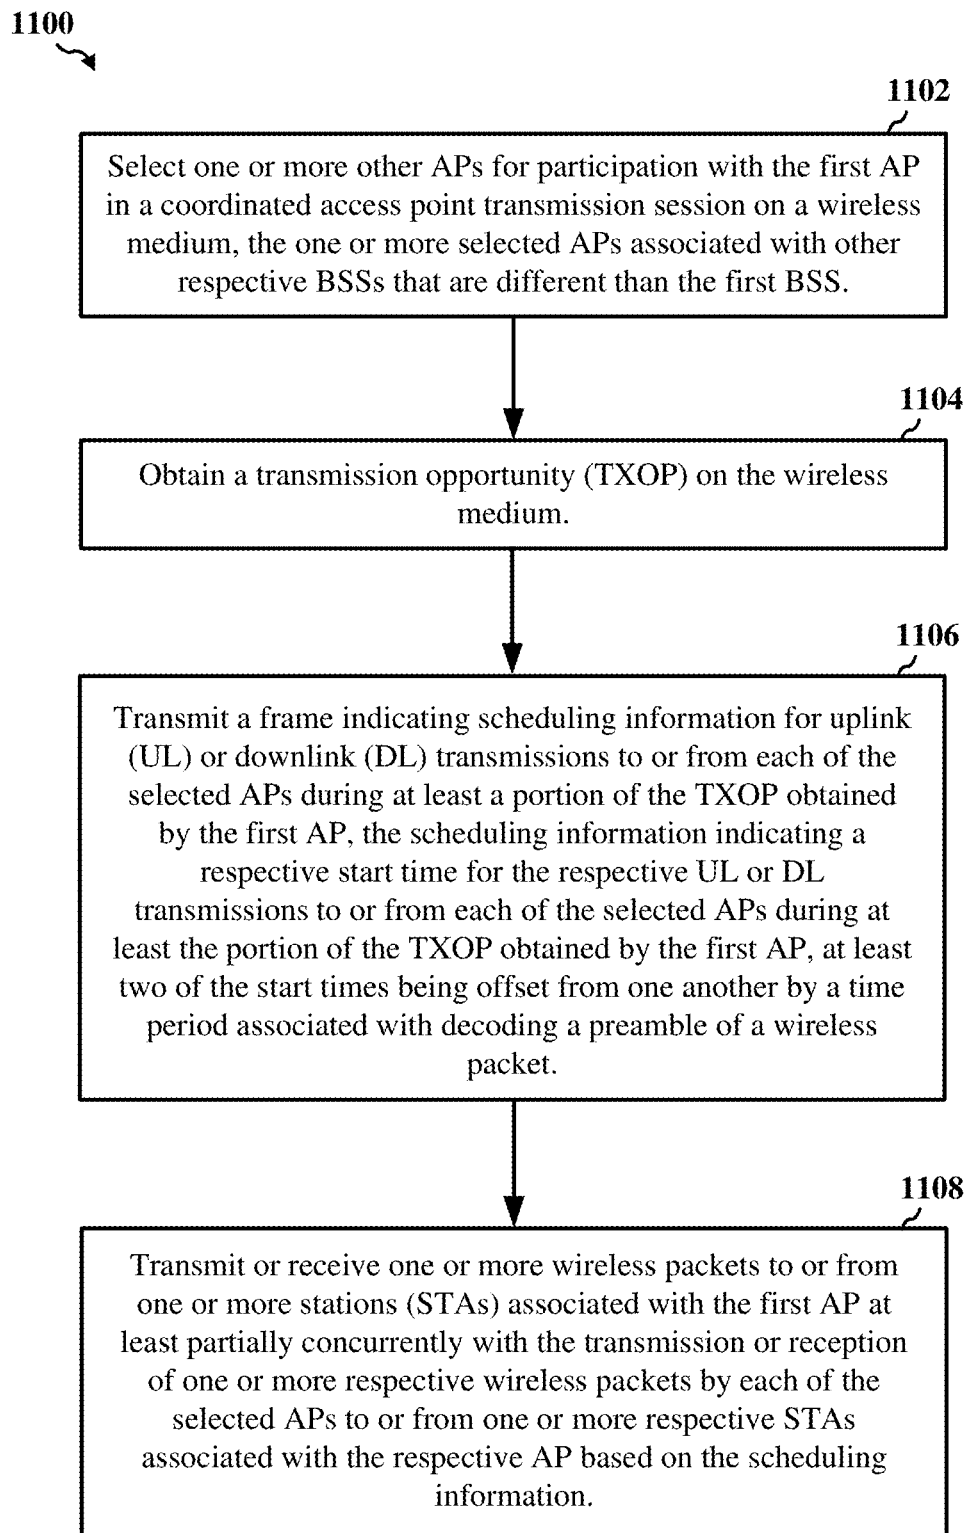 1100
1102
Select one or more other APs for participation with the first AP
in a coordinated access point transmission session on a wireless
medium, the one or more selected APs associated with other
respective BSSs that are different than the first BSS.
1104
Obtain a transmission opportunity (TXOP) on the wireless
medium.
1106
Transmit a frame indicating scheduling information for uplink
(UL) or downlink (DL) transmissions to or from each of the
selected APs during at least a portion of the TXOP obtained
by the first AP, the scheduling information indicating a
respective start time for the respective UL or DL
transmissions to or from each of the selected APs during at
least the portion of the TXOP obtained by the first AP, at least
two of the start times being offset from one another by a time
period associated with decoding a preamble of a wireless
packet.
1108
Transmit or receive one or more wireless packets to or from
one or more stations (STAs) associated with the first AP at
least partially concurrently with the transmission or reception
of one or more respective wireless packets by each of the
selected APs to or from one or more respective STAs
associated with the respective AP based on the scheduling
information.